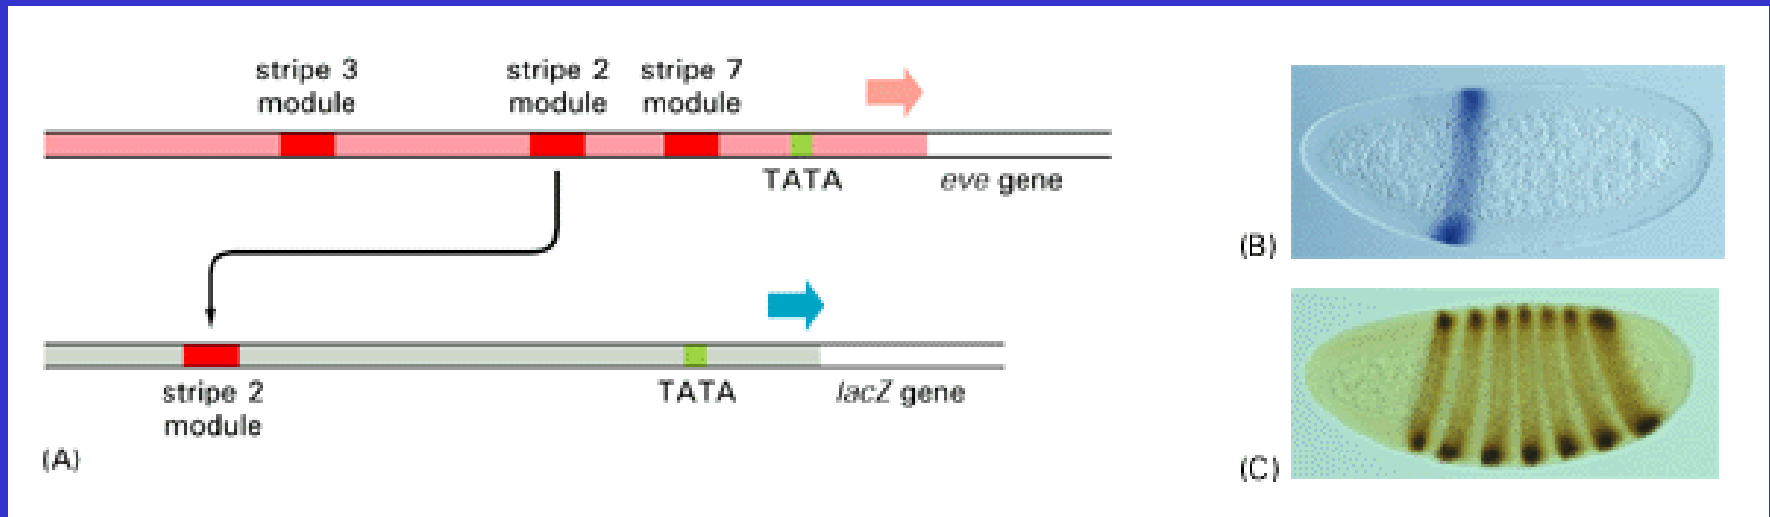 stripe 3
module
stripe 2
module
stripe 7
module
TATA
eve gene
stripe 2
module
TATA
lacZ gene
(A)
(B)
(C)